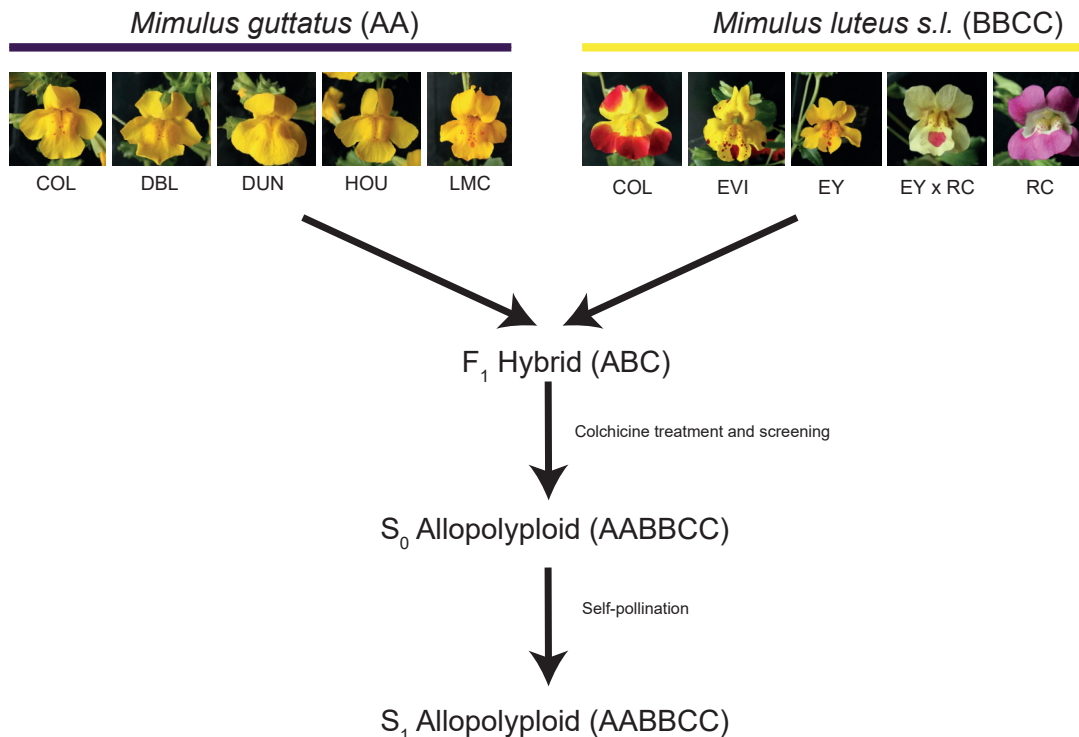 Mimulus guttatus (AA)
Mimulus luteus s.l. (BBCC)
COL DBL DUN HOU LMC
COL EVI EY EY x RC RC
F₁ Hybrid (ABC)
Colchicine treatment and screening
S₀ Allopolyploid (AABBCC)
Self-pollination
S₁ Allopolyploid (AABBCC)